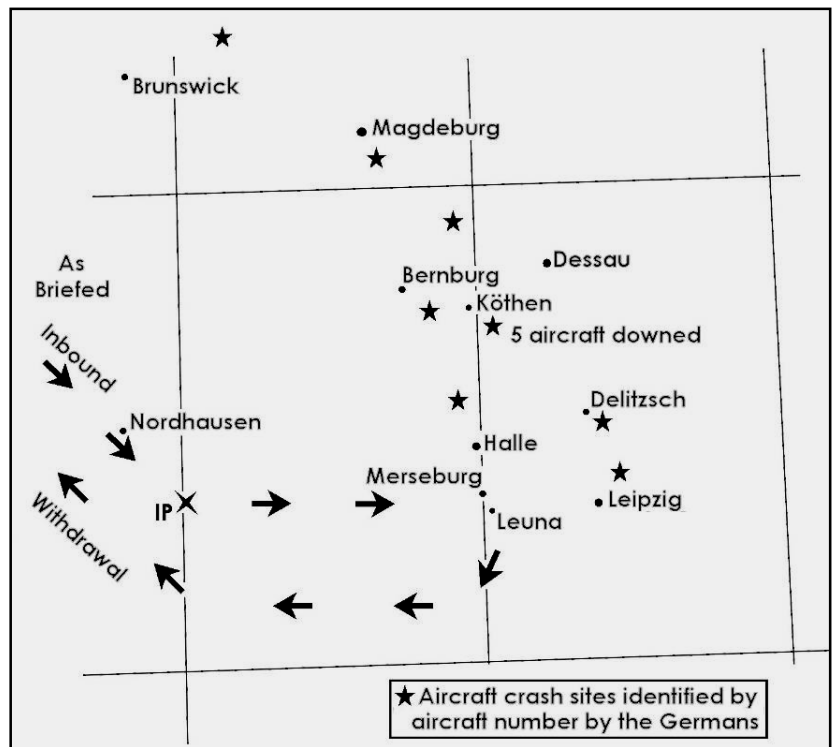 Brunswick
Magdeburg
As
Briefed
Dessau
Bernburg
Köthen
5 aircraft downed
Inbound
Delitzsch
Nordhausen
Halle
Merseburg
IP
Leipzig
Leuna
Withdrawal
Aircraft crash sites identified by
aircraft number by the Germans